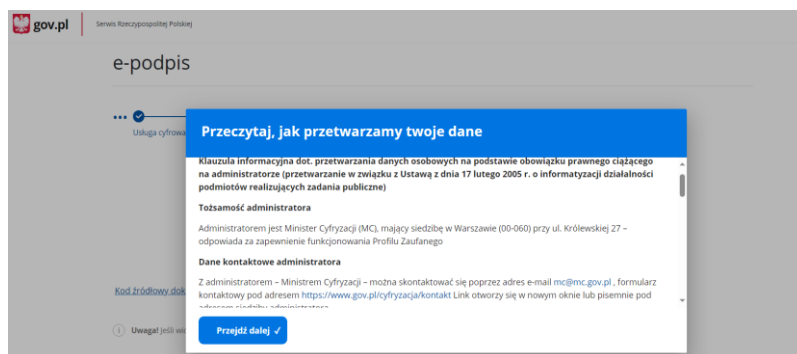 gov.pl
Serwis Rzeczypospolitej Polskiej
e-podpis
Usługa cyfrowa
Przeczytaj, jak przetwarzamy twoje dane
Klauzula informacyjna dot. przetwarzania danych osobowych na podstawie obowiązku prawnego ciążącego
na administratorze (przetwarzanie w związku z Ustawą z dnia 17 lutego 2005 r. o informatyzacji działalności
podmiotów realizujących zadania publiczne)
Tożsamość administratora
Administratorem jest Minister Cyfryzacji (MC), mający siedzibę w Warszawie (00-060) przy ul. Królewskiej 27 –
odpowiada za zapewnienie funkcjonowania Profilu Zaufanego
Dane kontaktowe administratora
Z administratorem – Ministrem Cyfryzacji – można skontaktować się poprzez adres e-mail mc@mc.gov.pl , formularz
kontaktowy pod adresem https://www.gov.pl/cyfryzacja/kontakt Link otworzy się w nowym oknie lub pisemnie pod
adresem siedziby administratora
Kod źródłowy dok
Uwaga! Jeśli
Przejdź dalej